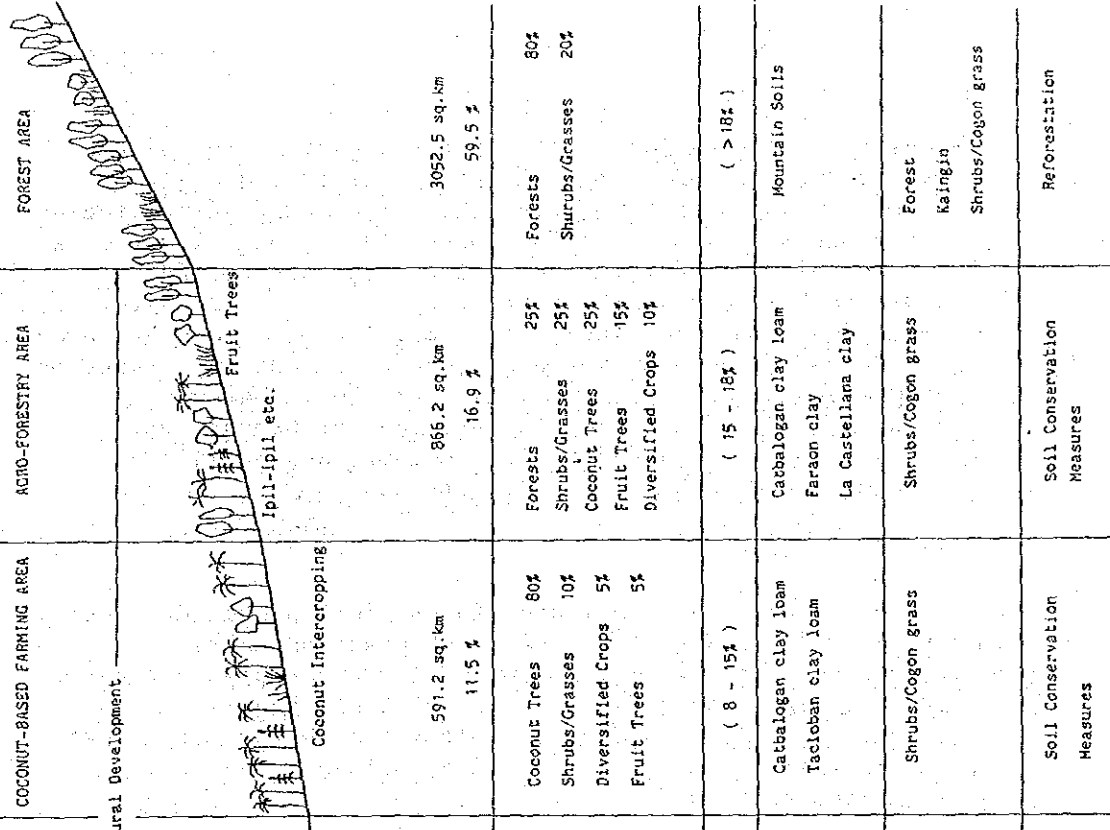 COCONUT-BASED FARMING AREA
AGRO-FORESTRY AREA
FOREST AREA
ural Development
Coconut Intercropping
Ipil-Ipil etc.
Fruit Trees
591.2 sq.km
11.5 %
866.2 sq.km
16.9 %
3052.5 sq.km
59.5 %
Coconut Trees 80%
Shrubs/Grasses 10%
Diversified Crops 5%
Fruit Trees 5%
Forests 25%
Shrubs/Grasses 25%
Coconut Trees 25%
Fruit Trees 15%
Diversified Crops 10%
Forests 80%
Shurubs/Grasses 20%
( 8 - 15% )
( 15 - 18% )
( > 18% )
Catbalogan clay loam
Tacloban clay loam
Catbalogan clay loam
Faraon clay
La Castellana clay
Mountain Soils
Shrubs/Cogon grass
Shrubs/Cogon grass
Forest
Kaingin
Shrubs/Cogon grass
Soil Conservation
Measures
Soil Conservation
Measures
Reforestation